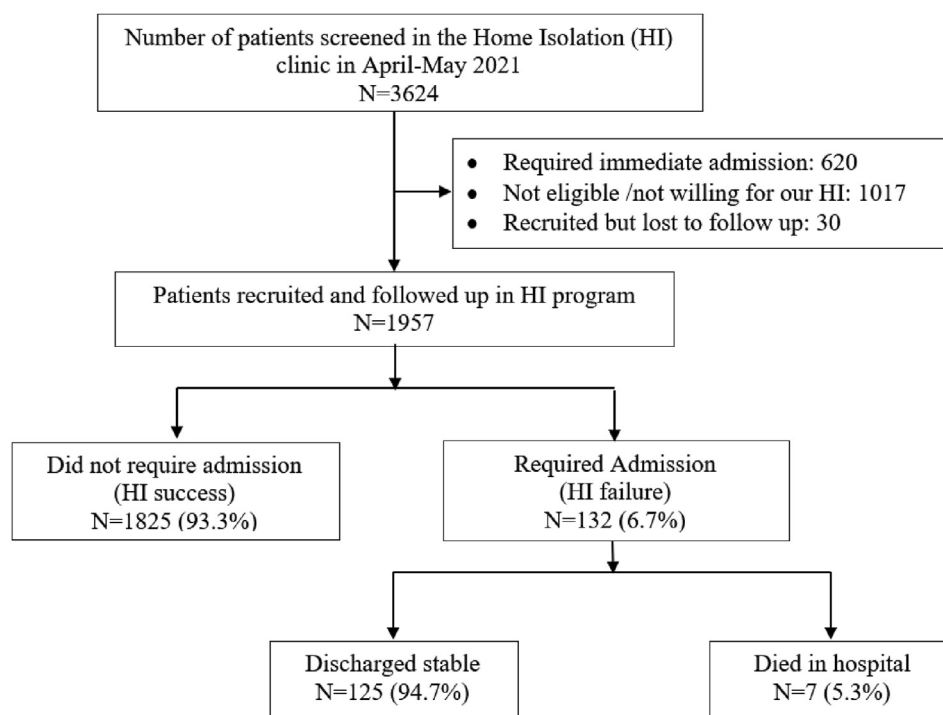 Number of patients screened in the Home Isolation (HI)
clinic in April-May 2021
N=3624
• Required immediate admission: 620
• Not eligible /not willing for our HI: 1017
• Recruited but lost to follow up: 30
Patients recruited and followed up in HI program
N=1957
Did not require admission
(HI success)
N=1825 (93.3%)
Required Admission
(HI failure)
N=132 (6.7%)
Discharged stable
N=125 (94.7%)
Died in hospital
N=7 (5.3%)